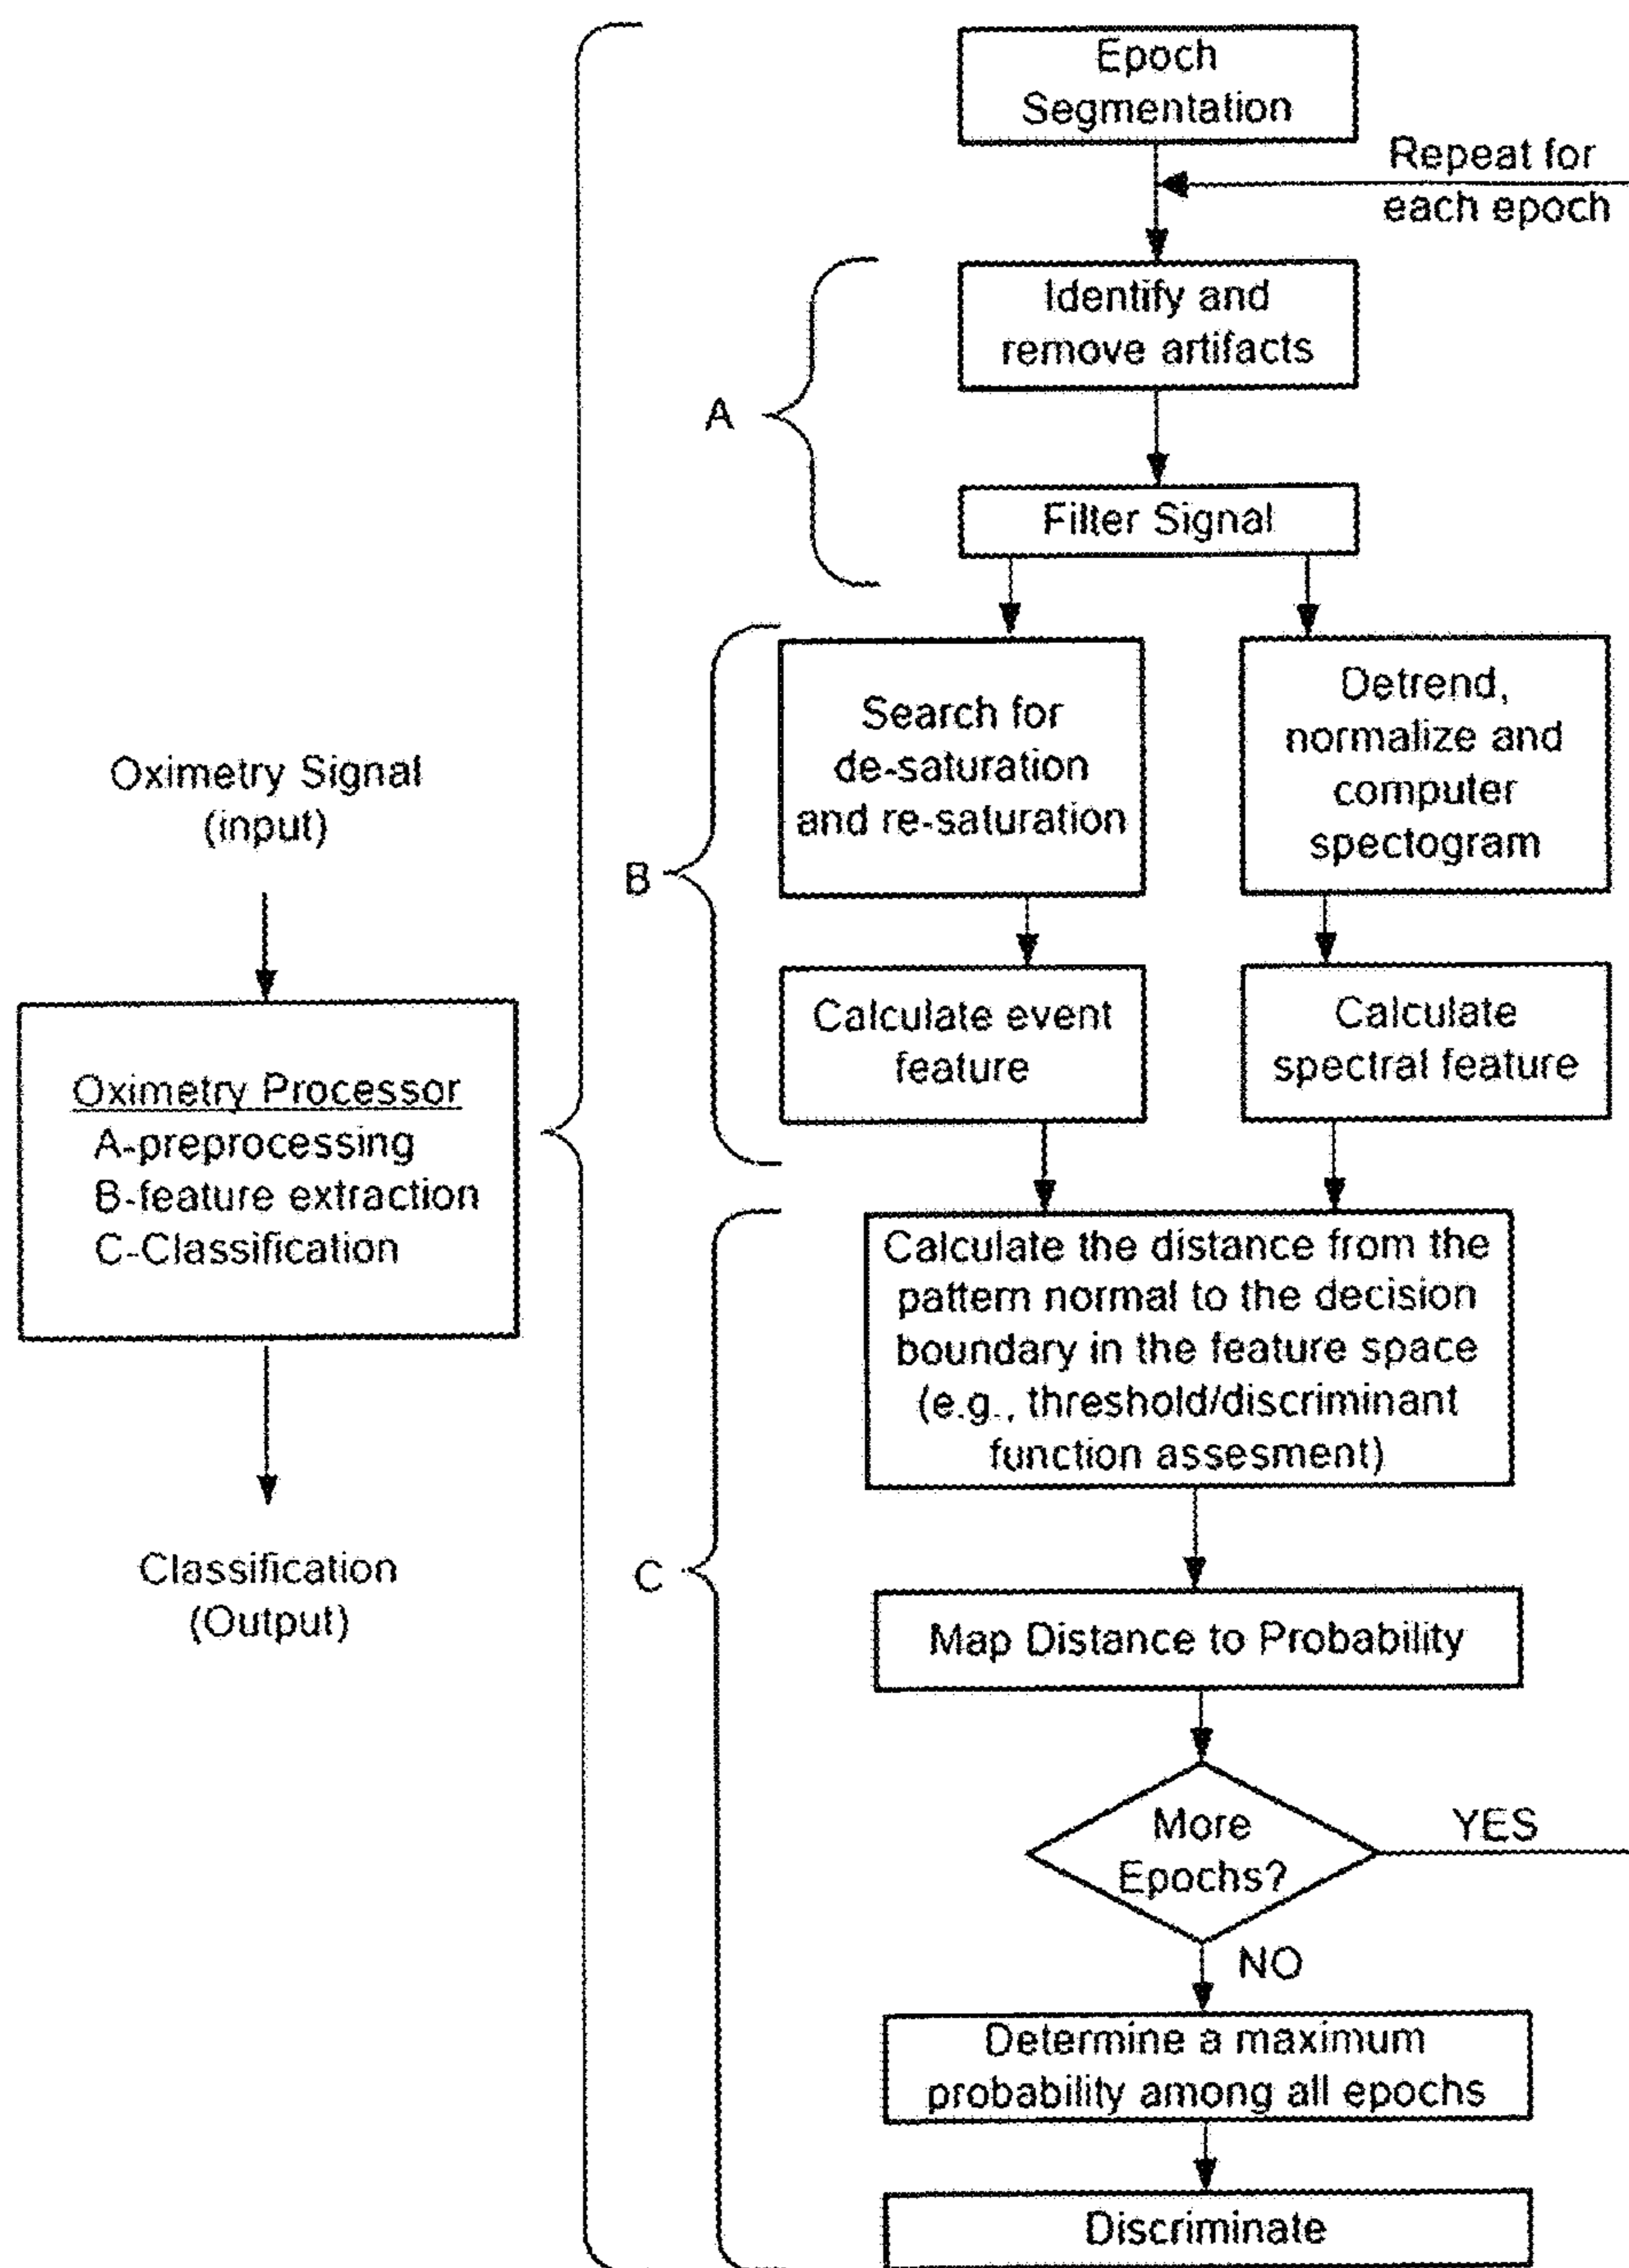 Oximetry Signal
(input)
Oximetry Processor
A-preprocessing
B-feature extraction
C-Classification
Classification
(Output)
Epoch
Segmentation
Repeat for
each epoch
A
Identify and
remove artifacts
Filter Signal
B
Search for
de-saturation
and re-saturation
Detrend,
normalize and
computer
spectogram
Calculate event
feature
Calculate
spectral feature
C
Calculate the distance from the
pattern normal to the decision
boundary in the feature space
(e.g., threshold/discriminant
function assesment)
Map Distance to Probability
More
Epochs?
YES
NO
Determine a maximum
probability among all epochs
Discriminate